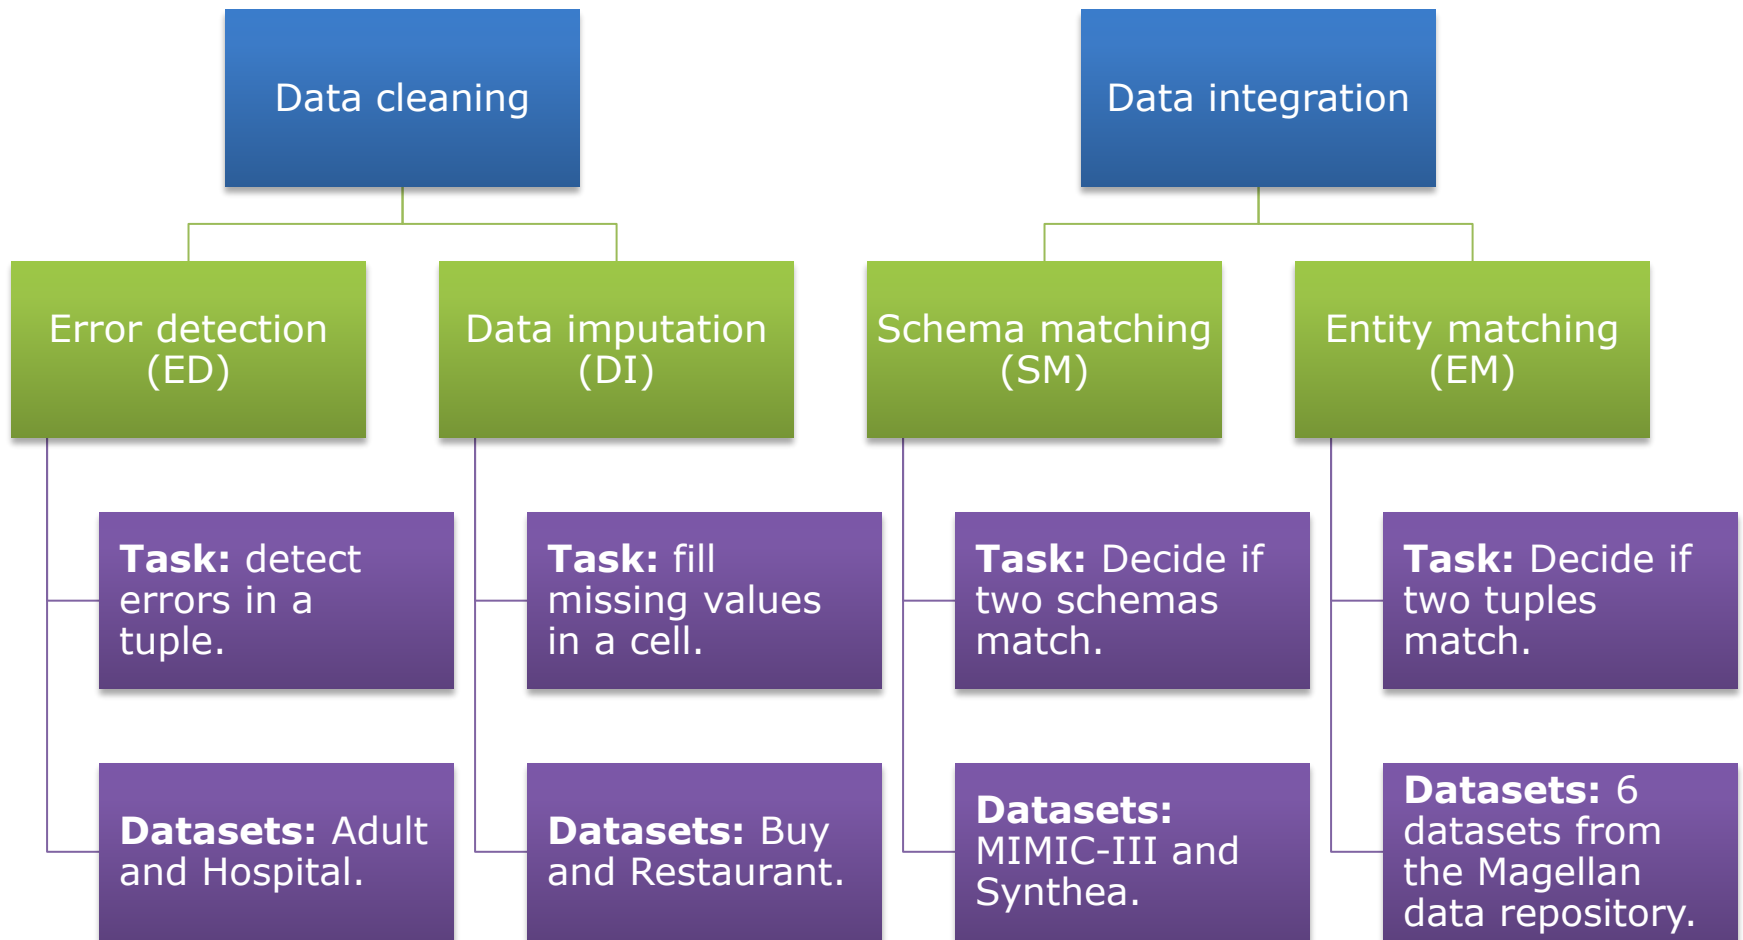 Data cleaning
Data integration
Error detection
(ED)
Data imputation
(DI)
Schema matching
(SM)
Entity matching
(EM)
Task: detect
errors in a
tuple.
Task: fill
missing values
in a cell.
Task: Decide if
two schemas
match.
Task: Decide if
two tuples
match.
Datasets: Adult
and Hospital.
Datasets: Buy
and Restaurant.
Datasets:
MIMIC-III and
Synthea.
Datasets: 6
datasets from
the Magellan
data repository.